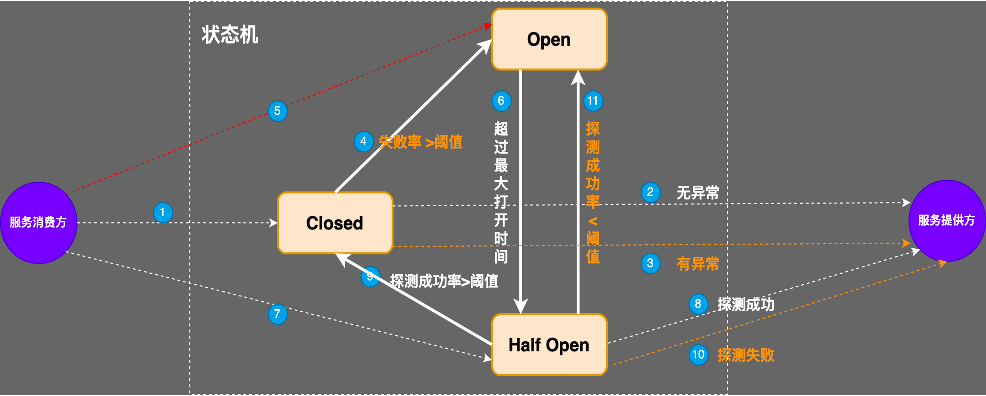 状态机
Open
5
6
11
4 失败率 >阈值
超过最大打开时间
探测成功率<阈值
服务消费方
1
Closed
2 无异常
服务提供方
3 有异常
9 探测成功率>阈值
7
8 探测成功
Half Open
10 探测失败